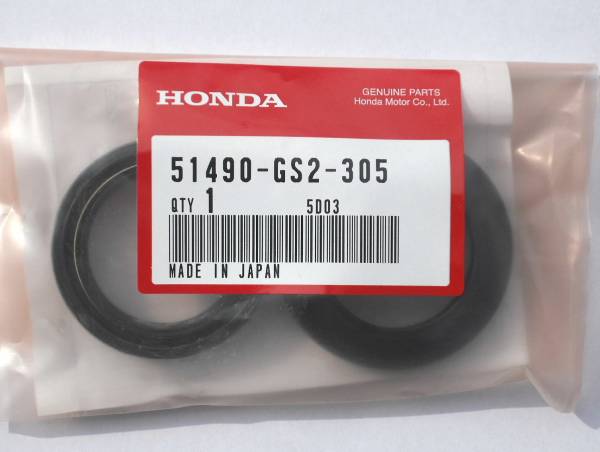 HONDA
GENUINE PARTS
Honda Motor Co., Ltd.
51490-GS2-305
QTY 1 5D03
MADE IN JAPAN